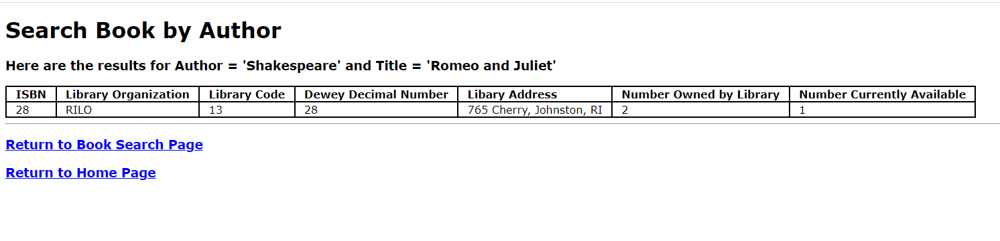 Search Book by Author
Here are the results for Author = 'Shakespeare' and Title = 'Romeo and Juliet'
ISBN Library Organization Library Code Dewey Decimal Number Libary Address Number Owned by Library Number Currently Available
28 RILO 13 28 765 Cherry, Johnston, RI 2 1
Return to Book Search Page
Return to Home Page